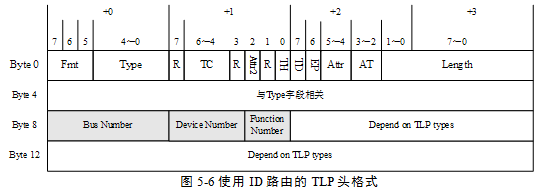 +0 +1 +2 +3
7 6 5 4～0 7 6～4 3 2 1 0 7 6 5～4 3～2 1～0 7～0
Byte 0 Fmt Type R TC R Attr2 R TH TD EP Attr AT Length
Byte 4 与Type字段相关
Byte 8 Bus Number Device Number Function Number Depend on TLP types
Byte 12 Depend on TLP types
图 5-6 使用 ID 路由的 TLP 头格式